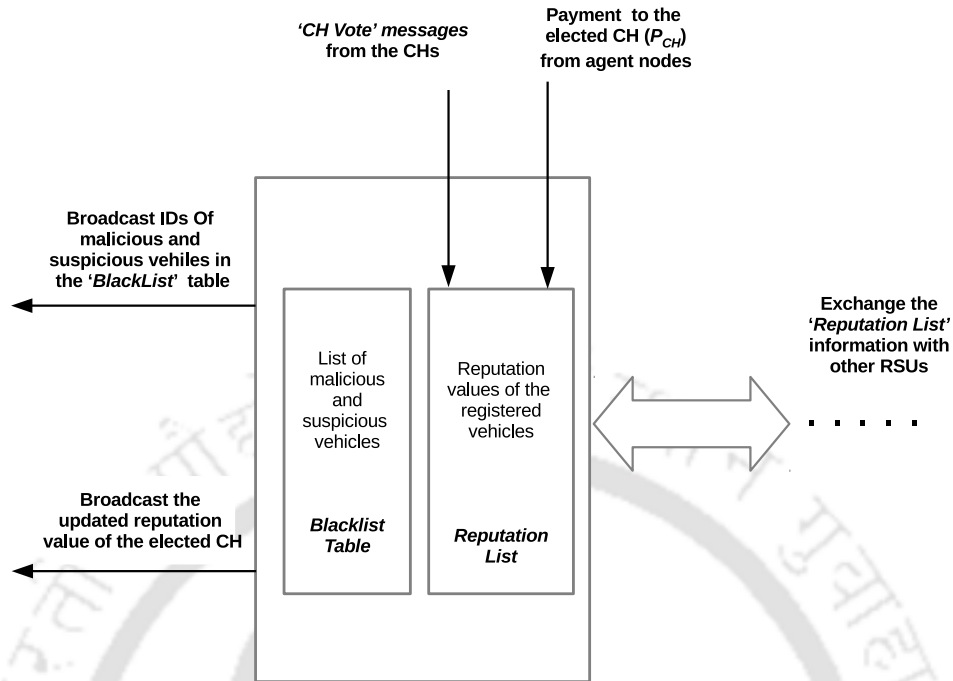 ‘CH Vote’ messages
from the CHs
Payment to the
elected CH (P_CH)
from agent nodes
Broadcast IDs Of
malicious and
suspicious vehiles in
the ‘BlackList’ table
List of
malicious
and
suspicious
vehicles
Blacklist
Table
Reputation
values of the
registered
vehicles
Reputation
List
Exchange the
‘Reputation List’
information with
other RSUs
Broadcast the
updated reputation
value of the elected CH